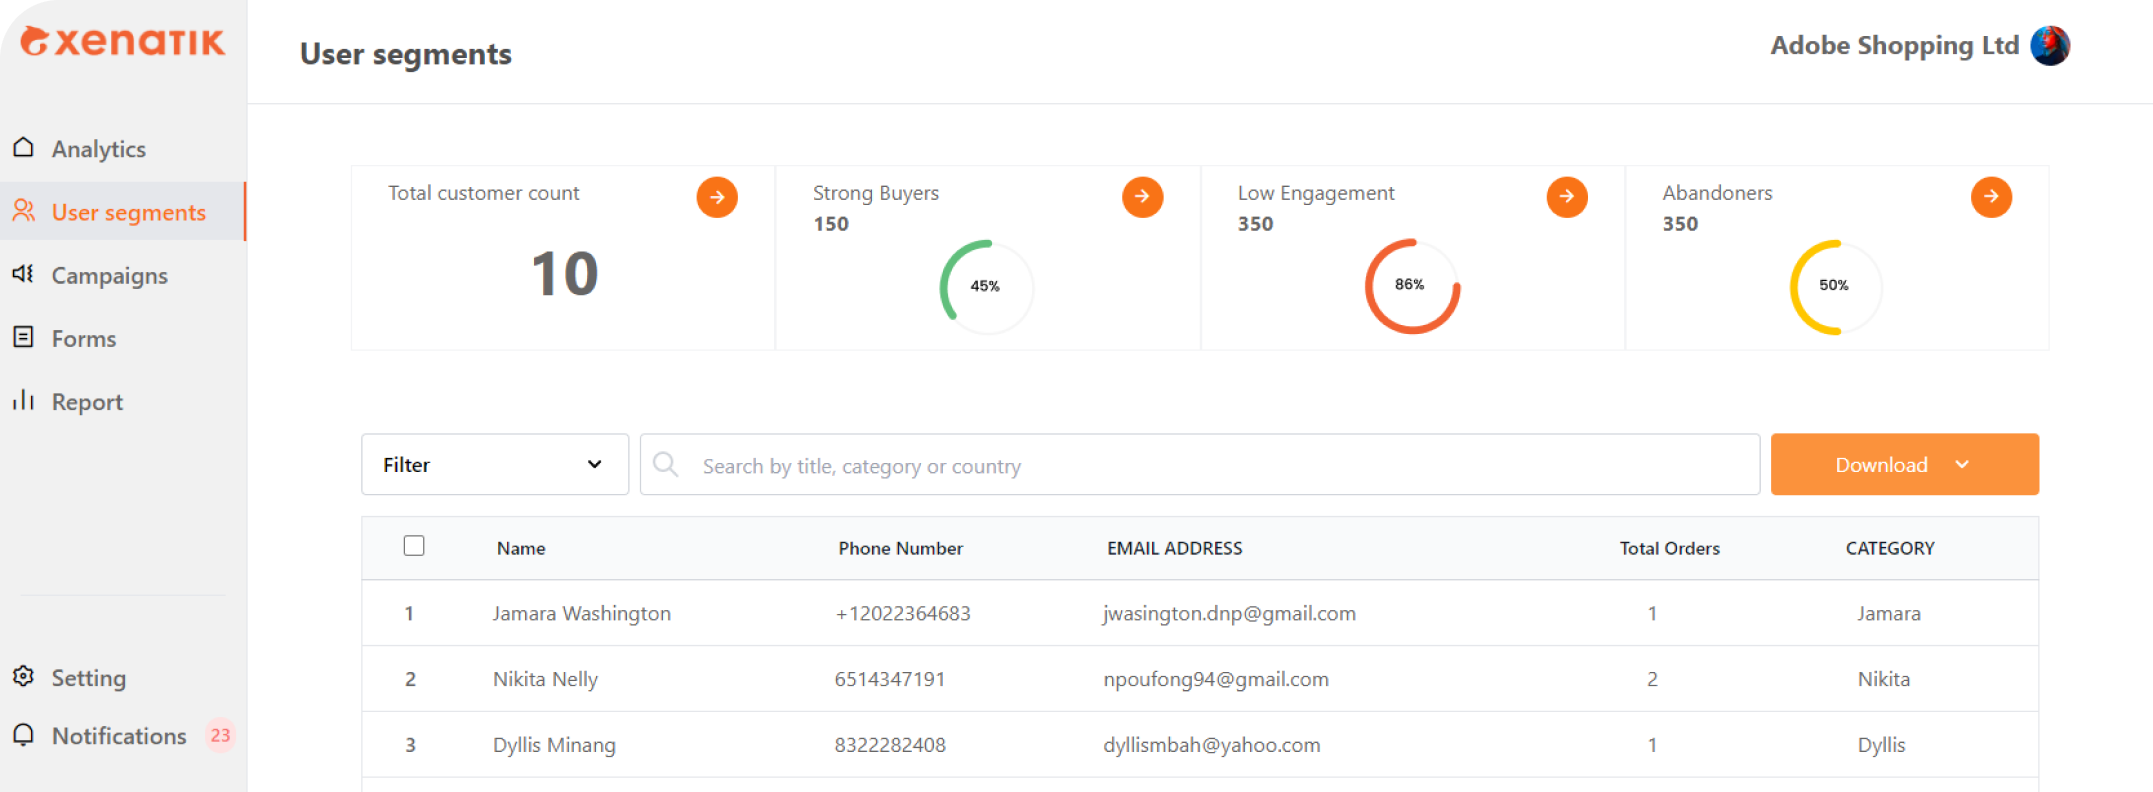 xenatik
User segments
Adobe Shopping Ltd
Analytics
User segments
Campaigns
Forms
Report
Setting
Notifications 23
Total customer count
10
Strong Buyers
150
45%
Low Engagement
350
86%
Abandoners
350
50%
Filter
Search by title, category or country
Download
Name Phone Number EMAIL ADDRESS Total Orders CATEGORY
1 Jamara Washington +12022364683 jwasington.dnp@gmail.com 1 Jamara
2 Nikita Nelly 6514347191 npoufong94@gmail.com 2 Nikita
3 Dyllis Minang 8322282408 dyllismbah@yahoo.com 1 Dyllis